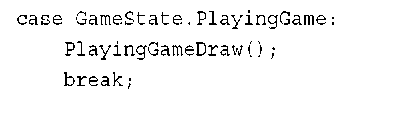 case GameState.PlayingGame:
    PlayingGameDraw();
    break;